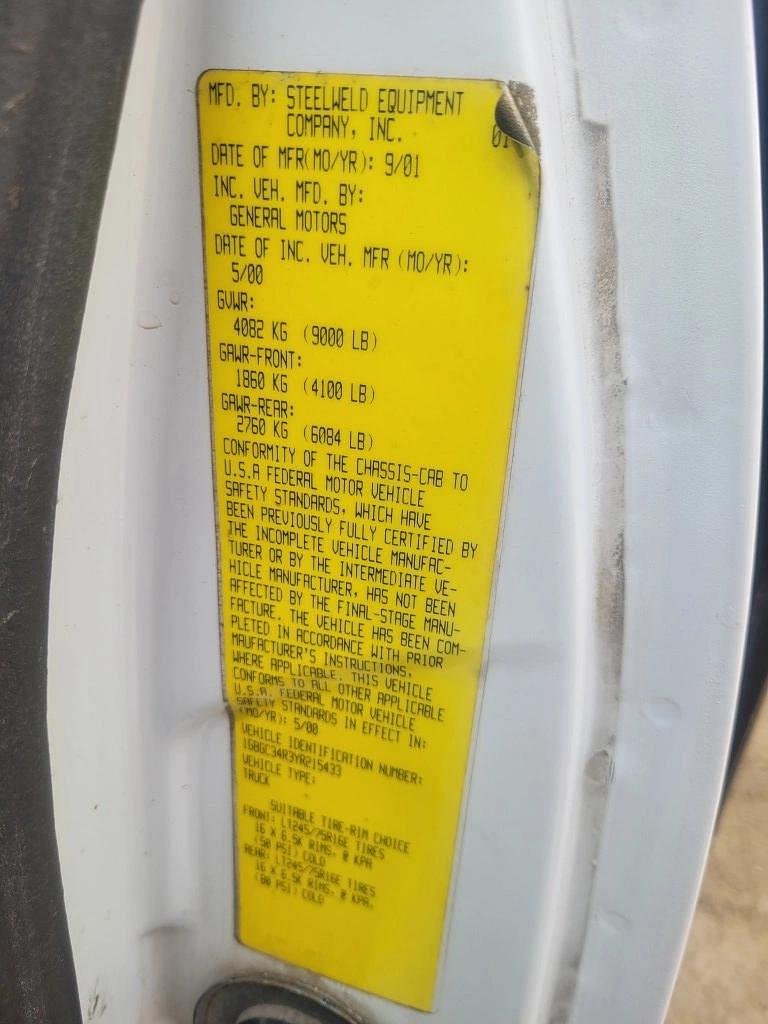 MFD. BY: STEELWELD EQUIPMENT
COMPANY, INC. 01
DATE OF MFR(MO/YR): 9/01
INC. VEH. MFD. BY:
GENERAL MOTORS
DATE OF INC. VEH. MFR (MO/YR):
5/00
GVWR:
4082 KG (9000 LB)
GAWR-FRONT:
1860 KG (4100 LB)
GAWR-REAR:
2760 KG (6084 LB)
CONFORMITY OF THE CHASSIS-CAB TO
U.S.A FEDERAL MOTOR VEHICLE
SAFETY STANDARDS, WHICH HAVE
BEEN PREVIOUSLY FULLY CERTIFIED BY
THE INCOMPLETE VEHICLE MANUFAC-
TURER OR BY THE INTERMEDIATE VE-
HICLE MANUFACTURER, HAS NOT BEEN
AFFECTED BY THE FINAL-STAGE MANU-
FACTURE. THE VEHICLE HAS BEEN COM-
PLETED IN ACCORDANCE WITH PRIOR
MAUFACTURER'S INSTRUCTIONS,
WHERE APPLICABLE. THIS VEHICLE
CONFORMS TO ALL OTHER APPLICABLE
U.S.A. FEDERAL MOTOR VEHICLE
SAFETY STANDARDS IN EFFECT IN:
(MO/YR): 5/00
VEHICLE IDENTIFICATION NUMBER:
1GBGC34R3YR215433
VEHICLE TYPE:
TRUCK
SUITABLE TIRE-RIM CHOICE
FRONT: LT245/75R16E TIRES
16 X 6.5K RIMS, 0 KPA
(50 PSI) COLD
REAR: LT245/75R16E TIRES
16 X 6.5K RIMS, 0 KPA,
(80 PSI) COLD